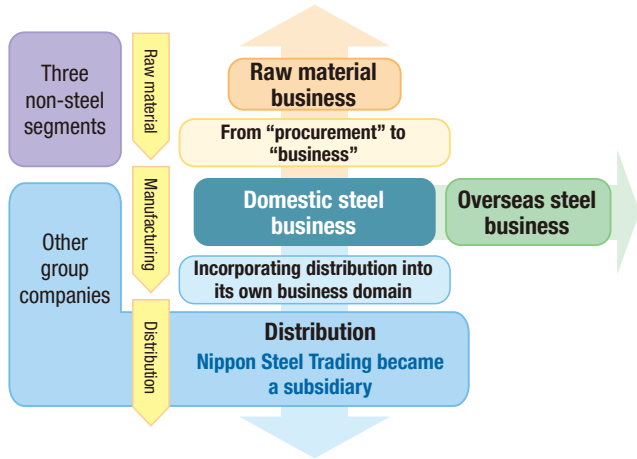 Three
non-steel
segments
Raw material
Raw material
business
From “procurement” to
“business”
Manufacturing
Domestic steel
business
Overseas steel
business
Other
group
companies
Incorporating distribution into
its own business domain
Distribution
Distribution
Nippon Steel Trading became
a subsidiary